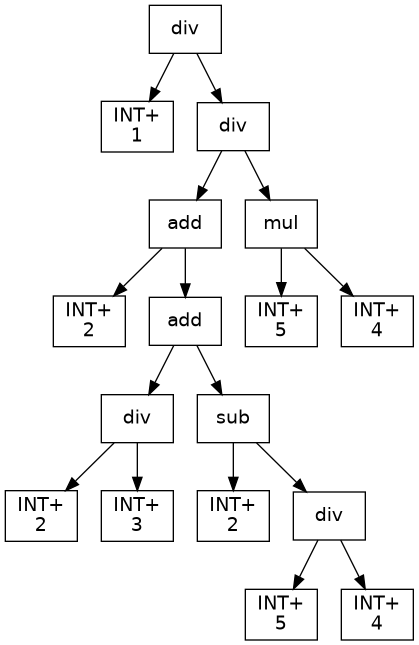 div
INT+
1
div
add
mul
INT+
2
add
INT+
5
INT+
4
div
sub
INT+
2
INT+
3
INT+
2
div
INT+
5
INT+
4